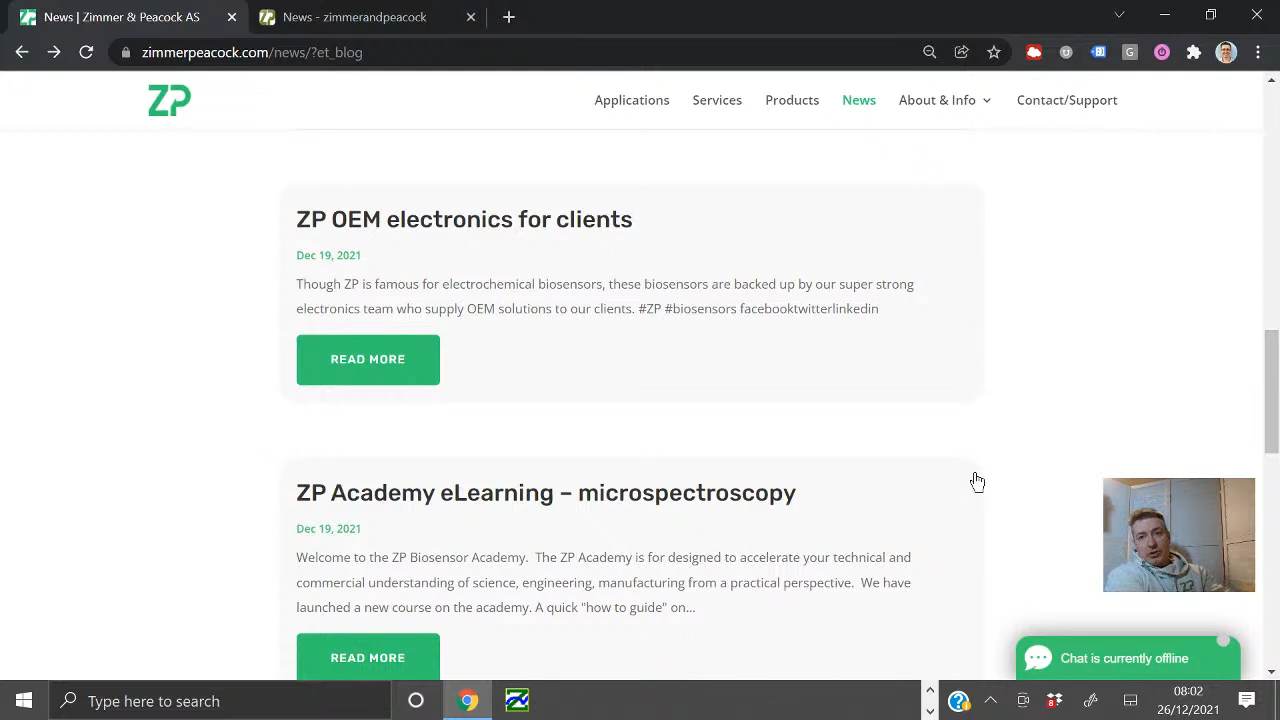 News | Zimmer & Peacock AS
News - zimmerandpeacock
zimmerpeacock.com/news/?et_blog
G
ZP
Applications
Services
Products
News
About & Info
Contact/Support
ZP OEM electronics for clients
Dec 19, 2021
Though ZP is famous for electrochemical biosensors, these biosensors are backed up by our super strong
electronics team who supply OEM solutions to our clients. #ZP #biosensors facebooktwitterlinkedin
READ MORE
ZP Academy eLearning – microspectroscopy
Dec 19, 2021
Welcome to the ZP Biosensor Academy.  The ZP Academy is for designed to accelerate your technical and
commercial understanding of science, engineering, manufacturing from a practical perspective.  We have
launched a new course on the academy. A quick "how to guide" on...
READ MORE
Chat is currently offline
Type here to search
08:02
26/12/2021